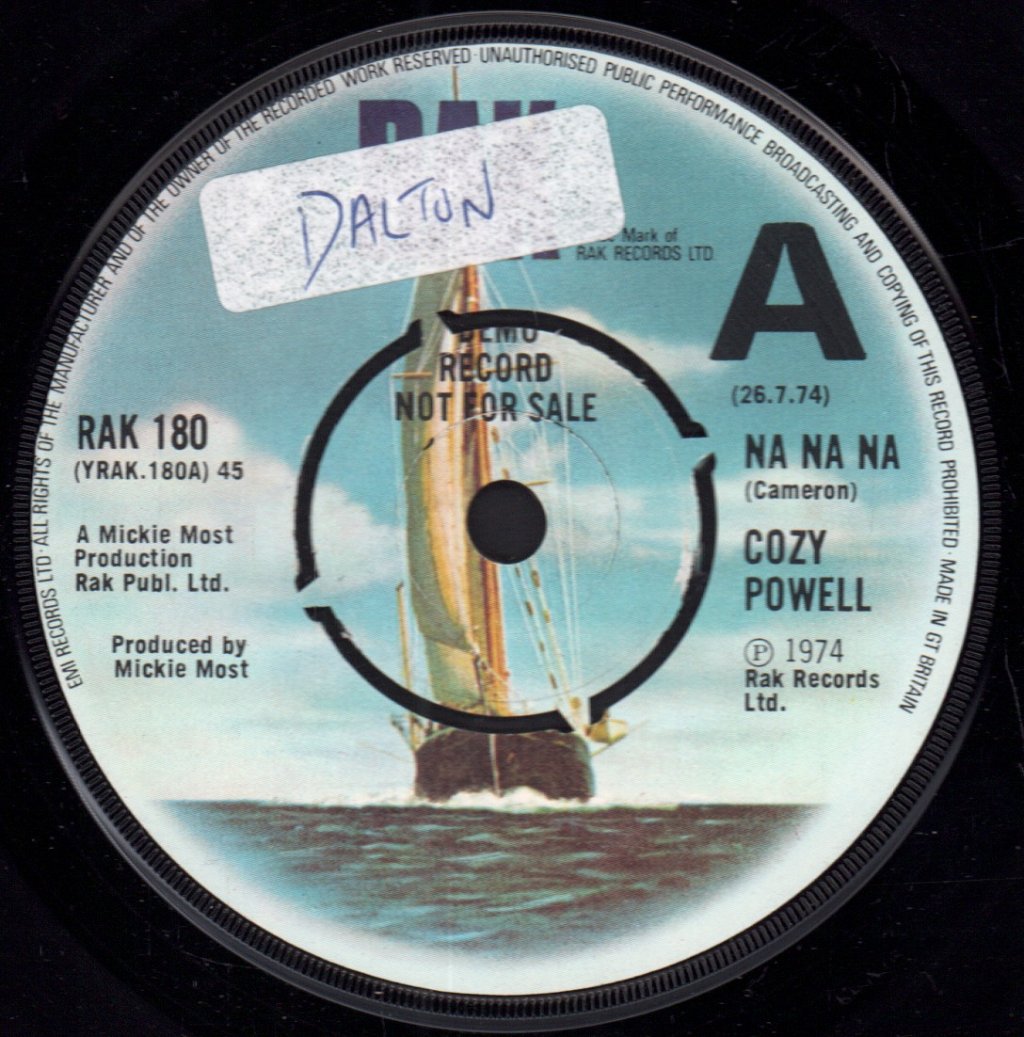 EMI RECORDS LTD · ALL RIGHTS OF THE MANUFACTURER AND OF THE OWNER OF THE RECORDED WORK RESERVED · UNAUTHORISED PUBLIC PERFORMANCE BROADCASTING AND COPYING OF THIS RECORD PROHIBITED · MADE IN GT BRITAIN
RAK
DALTON
Mark of
RAK RECORDS LTD.
A
DEMO
RECORD
NOT FOR SALE
(26.7.74)
RAK 180
(YRAK.180A) 45
NA NA NA
(Cameron)
A Mickie Most
Production
Rak Publ. Ltd.
COZY
POWELL
Produced by
Mickie Most
Ⓟ 1974
Rak Records
Ltd.